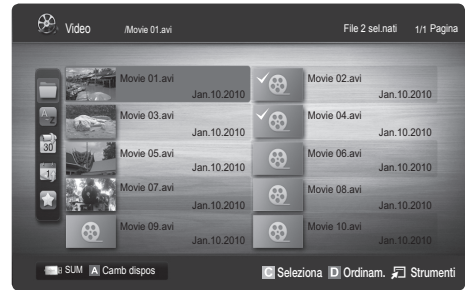 Video /Movie 01.avi File 2 sel.nati 1/1 Pagina
Movie 01.avi Movie 02.avi
Jan.10.2010 Jan.10.2010
Movie 03.avi Movie 04.avi
Jan.10.2010 Jan.10.2010
30
Movie 05.avi Movie 06.avi
Jan.10.2010 Jan.10.2010
1
Movie 07.avi Movie 08.avi
Jan.10.2010 Jan.10.2010
Movie 09.avi Movie 10.avi
Jan.10.2010 Jan.10.2010
SUM A Camb dispos C Seleziona D Ordinam. Strumenti